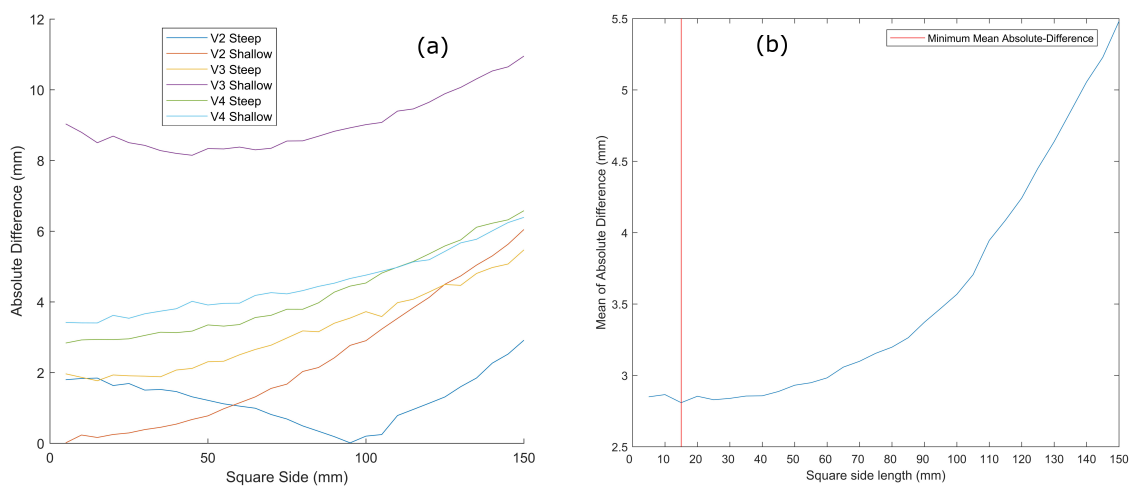 (a)
V2 Steep
V2 Shallow
V3 Steep
V3 Shallow
V4 Steep
V4 Shallow
12
10
8
6
4
2
0
0 50 100 150
Absolute Difference (mm)
Square Side (mm)
(b)
Minimum Mean Absolute-Difference
5.5
5
4.5
4
3.5
3
2.5
0 10 20 30 40 50 60 70 80 90 100 110 120 130 140 150
Mean of Absolute Difference (mm)
Square side length (mm)